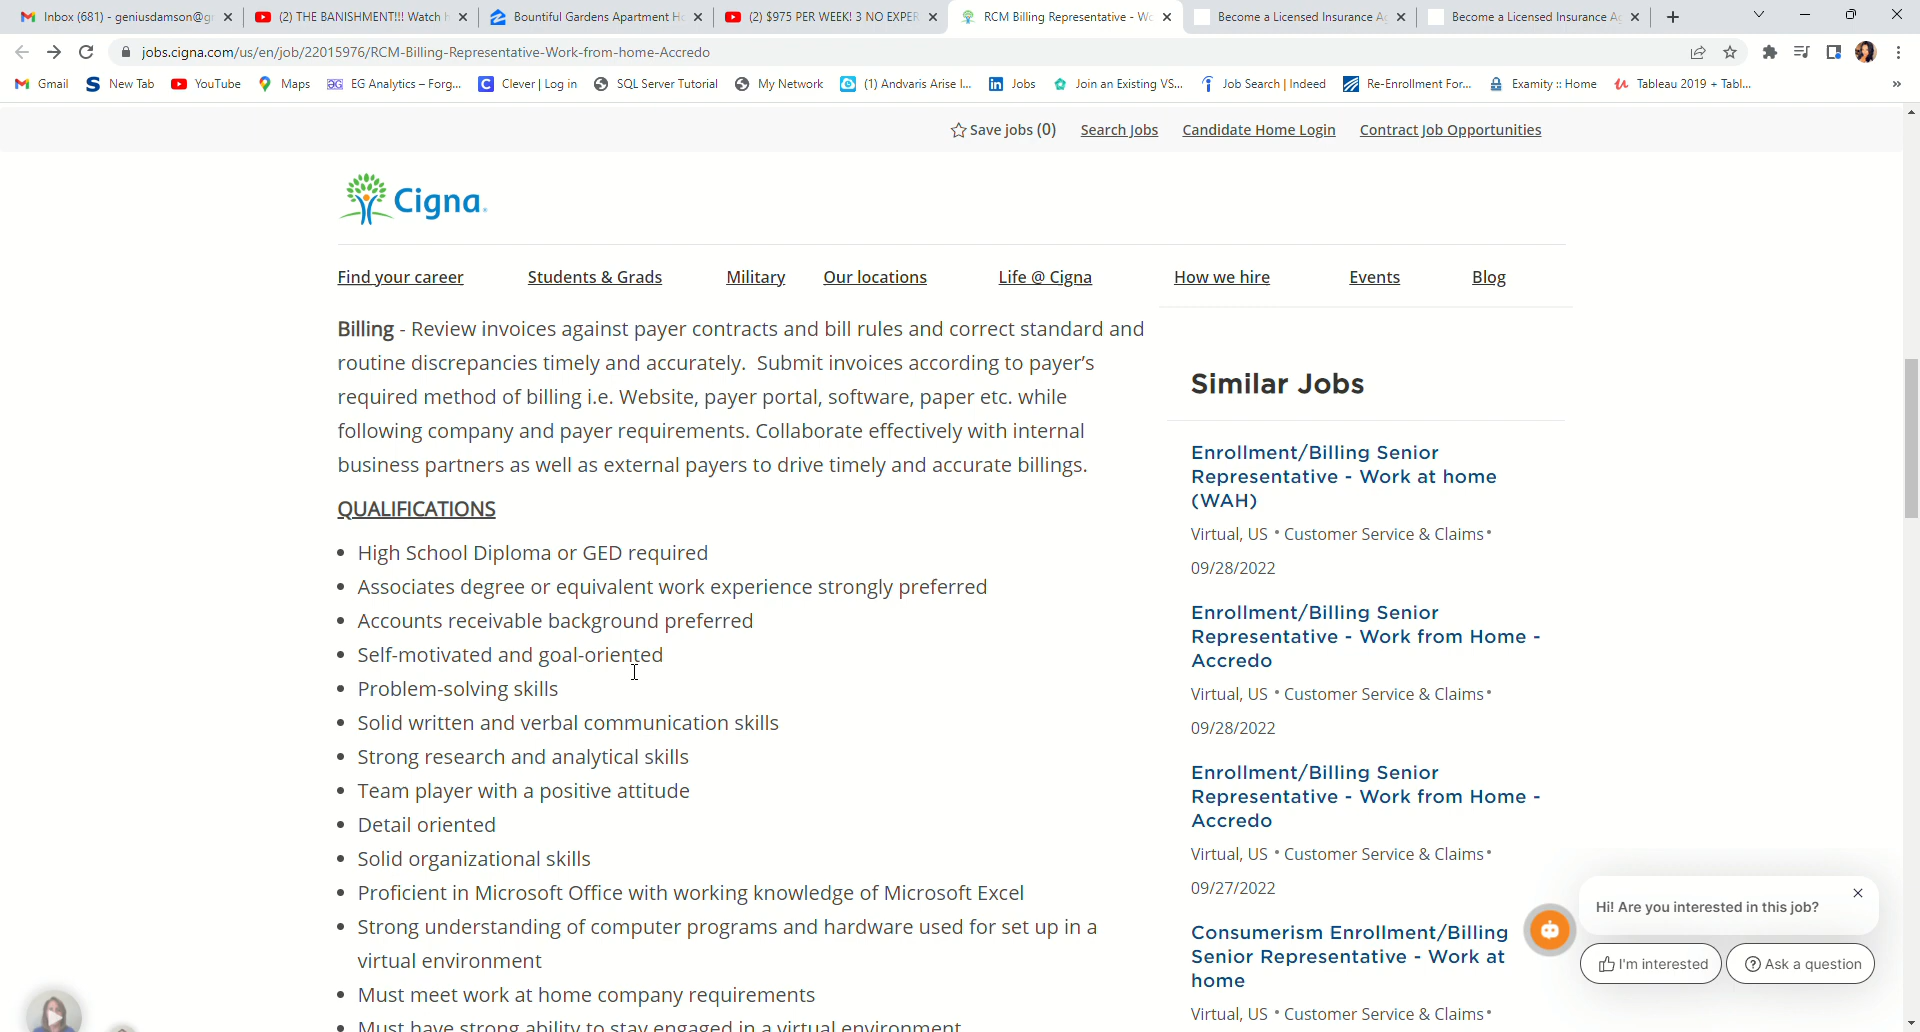 Inbox (681) - geniusdamson@g
(2) THE BANISHMENT!!! Watch h
Bountiful Gardens Apartment H
(2) $975 PER WEEK! 3 NO EXPER
RCM Billing Representative - Wo
Become a Licensed Insurance Ag
Become a Licensed Insurance Ag
jobs.cigna.com/us/en/job/22015976/RCM-Billing-Representative-Work-from-home-Accredo
Gmail
New Tab
YouTube
Maps
EG Analytics – Forg...
Clever | Log in
SQL Server Tutorial
My Network
(1) Andvaris Arise I...
Jobs
Join an Existing VS...
Job Search | Indeed
Re-Enrollment For...
Examity :: Home
Tableau 2019 + Tabl...
»
Save jobs (0)
Search Jobs
Candidate Home Login
Contract Job Opportunities
Cigna.
Find your career
Students & Grads
Military
Our locations
Life @ Cigna
How we hire
Events
Blog
Billing - Review invoices against payer contracts and bill rules and correct standard and
routine discrepancies timely and accurately.  Submit invoices according to payer's
required method of billing i.e. Website, payer portal, software, paper etc. while
following company and payer requirements. Collaborate effectively with internal
business partners as well as external payers to drive timely and accurate billings.
QUALIFICATIONS
• High School Diploma or GED required
• Associates degree or equivalent work experience strongly preferred
• Accounts receivable background preferred
• Self-motivated and goal-oriented
• Problem-solving skills
• Solid written and verbal communication skills
• Strong research and analytical skills
• Team player with a positive attitude
• Detail oriented
• Solid organizational skills
• Proficient in Microsoft Office with working knowledge of Microsoft Excel
• Strong understanding of computer programs and hardware used for set up in a
virtual environment
• Must meet work at home company requirements
• Must have strong ability to stay engaged in a virtual environment
Similar Jobs
Enrollment/Billing Senior
Representative - Work at home
(WAH)
Virtual, US • Customer Service & Claims •
09/28/2022
Enrollment/Billing Senior
Representative - Work from Home -
Accredo
Virtual, US • Customer Service & Claims •
09/28/2022
Enrollment/Billing Senior
Representative - Work from Home -
Accredo
Virtual, US • Customer Service & Claims •
09/27/2022
Consumerism Enrollment/Billing
Senior Representative - Work at
home
Virtual, US • Customer Service & Claims •
Hi! Are you interested in this job?
I'm interested
Ask a question